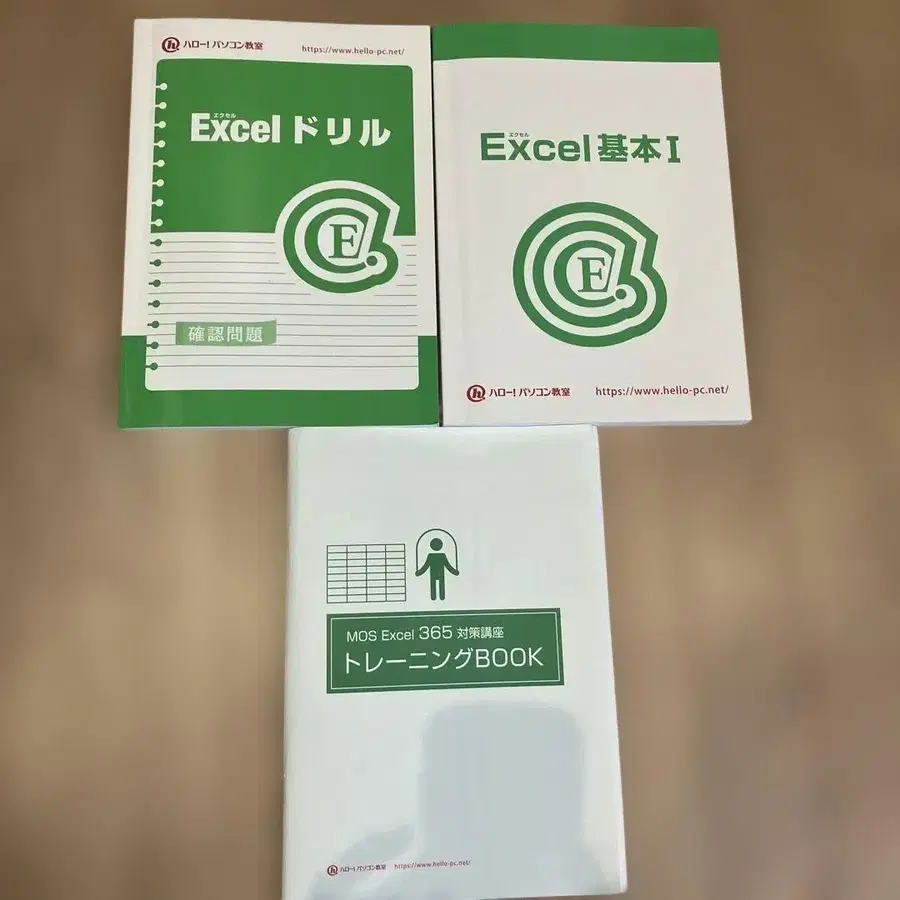 ハロー!パソコン教室 https://www.hello-pc.net/
エクセル
Excel ドリル
E
確認問題
エクセル
Excel 基本I
E
ハロー!パソコン教室 https://www.hello-pc.net/
MOS Excel 365 対策講座
トレーニングBOOK
ハロー!パソコン教室 https://www.hello-pc.net/